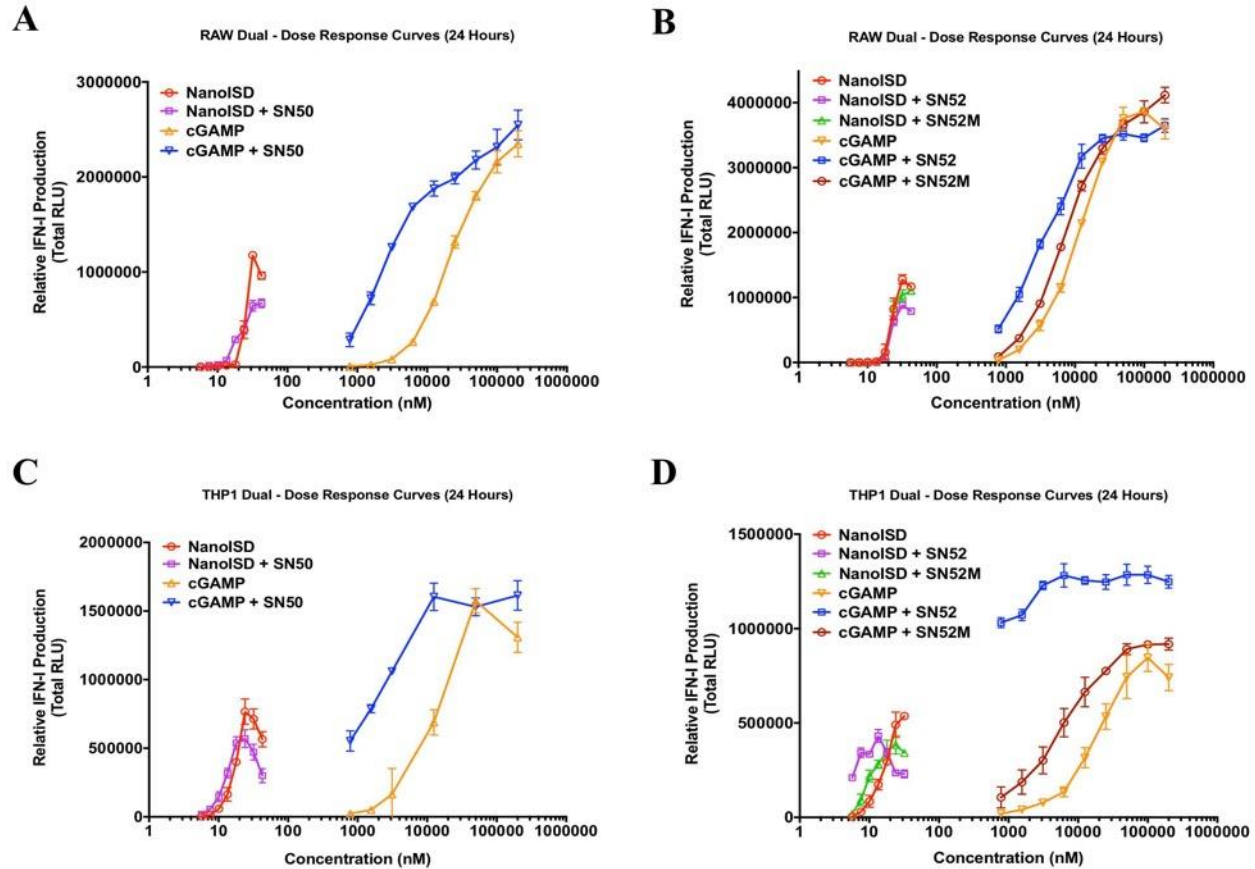 A
RAW Dual - Dose Response Curves (24 Hours)
Relative IFN-I Production
(Total RLU)
3000000
2000000
1000000
0
NanoISD
NanoISD + SN50
cGAMP
cGAMP + SN50
1 10 100 1000 10000 100000 1000000
Concentration (nM)
B
RAW Dual - Dose Response Curves (24 Hours)
Relative IFN-I Production
(Total RLU)
4000000
3000000
2000000
1000000
0
NanoISD
NanoISD + SN52
NanoISD + SN52M
cGAMP
cGAMP + SN52
cGAMP + SN52M
1 10 100 1000 10000 100000 1000000
Concentration (nM)
C
THP1 Dual - Dose Response Curves (24 Hours)
Relative IFN-I Production
(Total RLU)
2000000
1500000
1000000
500000
0
NanoISD
NanoISD + SN50
cGAMP
cGAMP + SN50
1 10 100 1000 10000 100000 1000000
Concentration (nM)
D
THP1 Dual - Dose Response Curves (24 Hours)
Relative IFN-I Production
(Total RLU)
1500000
1000000
500000
0
NanoISD
NanoISD + SN52
NanoISD + SN52M
cGAMP
cGAMP + SN52
cGAMP + SN52M
1 10 100 1000 10000 100000 1000000
Concentration (nM)